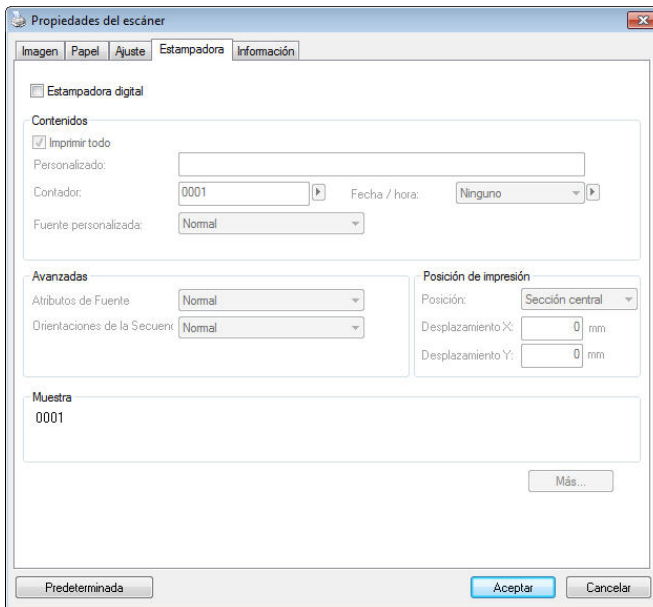 Propiedades del escáner
Imagen Papel Ajuste Estampadora Información
Estampadora digital
Contenidos
Imprimir todo
Personalizado:
Contador: 0001 Fecha / hora: Ninguno
Fuente personalizada: Normal
Avanzadas Posición de impresión
Atributos de Fuente Normal Posición: Sección central
Orientaciones de la Secuen Normal Desplazamiento X: 0 mm
Desplazamiento Y: 0 mm
Muestra
0001
Más...
Predeterminada Aceptar Cancelar